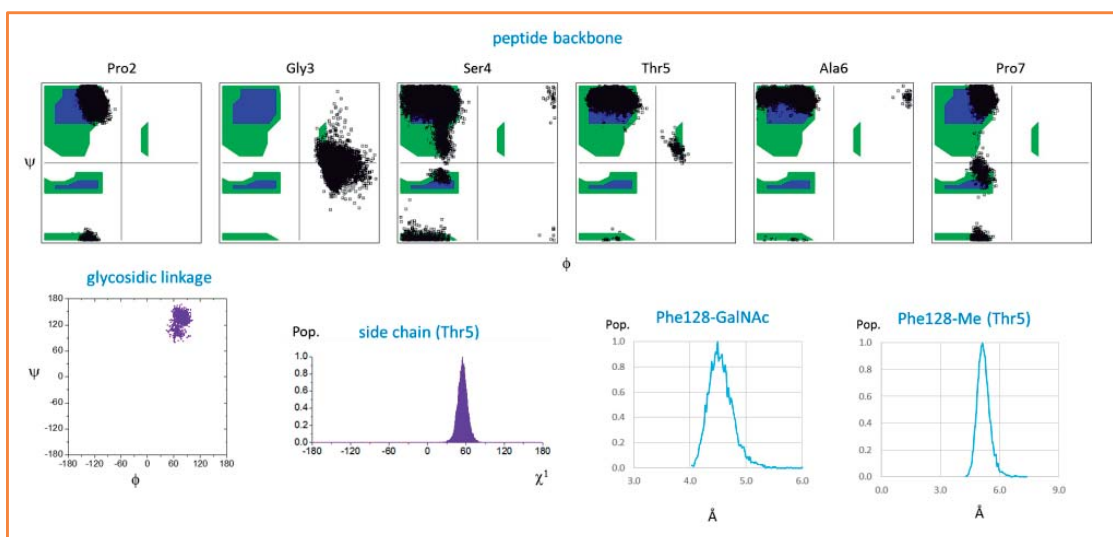 peptide backbone
Pro2 Gly3 Ser4 Thr5 Ala6 Pro7
ψ
ϕ
glycosidic linkage
180
120
60
0
-60
-120
-180
-180 -120 -60 0 60 120 180
ψ
ϕ
Pop. side chain (Thr5)
1.0
0.8
0.6
0.4
0.2
0.0
-180 -120 -60 0 60 120 180
χ¹
Phe128-GalNAc
Pop.
1.0
0.8
0.6
0.4
0.2
0.0
3.0 4.0 5.0 6.0
Å
Phe128-Me (Thr5)
Pop.
1.0
0.8
0.6
0.4
0.2
0.0
0.0 3.0 6.0 9.0
Å